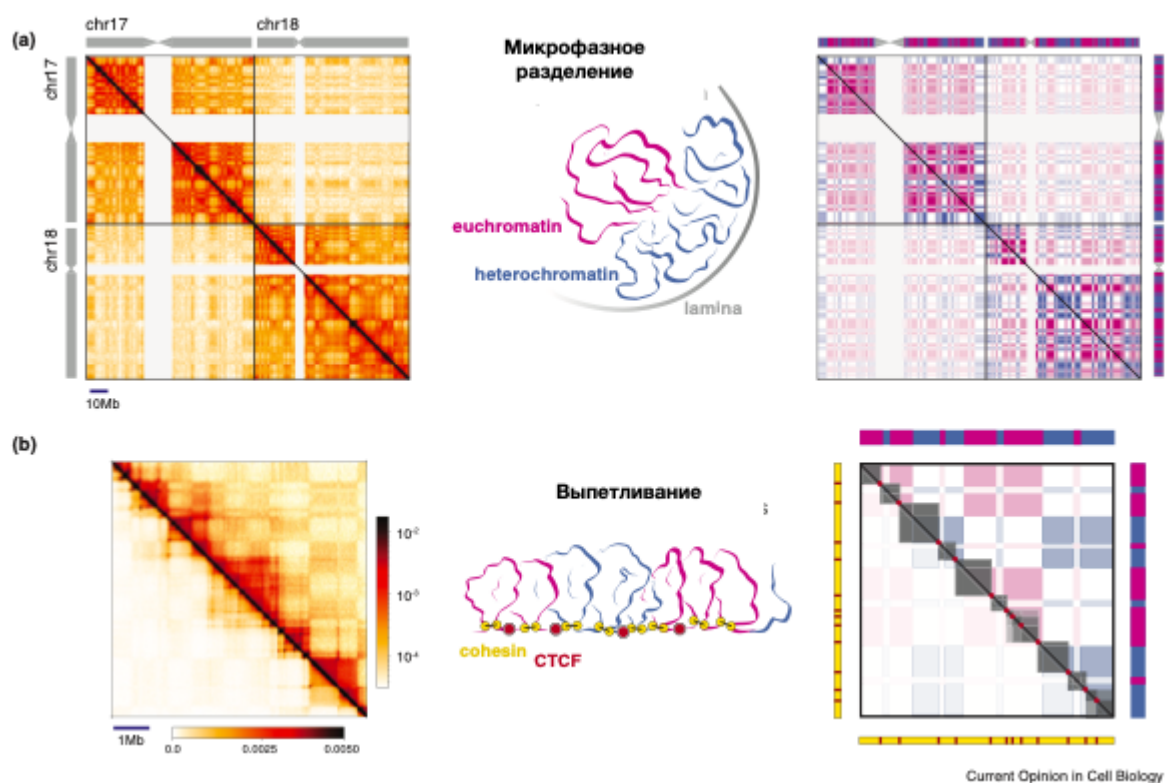 (a)
chr17
chr18
chr17
chr18
10Mb
Микрофазное
разделение
euchromatin
heterochromatin
lamina
(b)
10-2
10-3
10-4
1Mb
0.0
0.0025
0.0050
Выпетливание
cohesin
CTCF
Current Opinion in Cell Biology